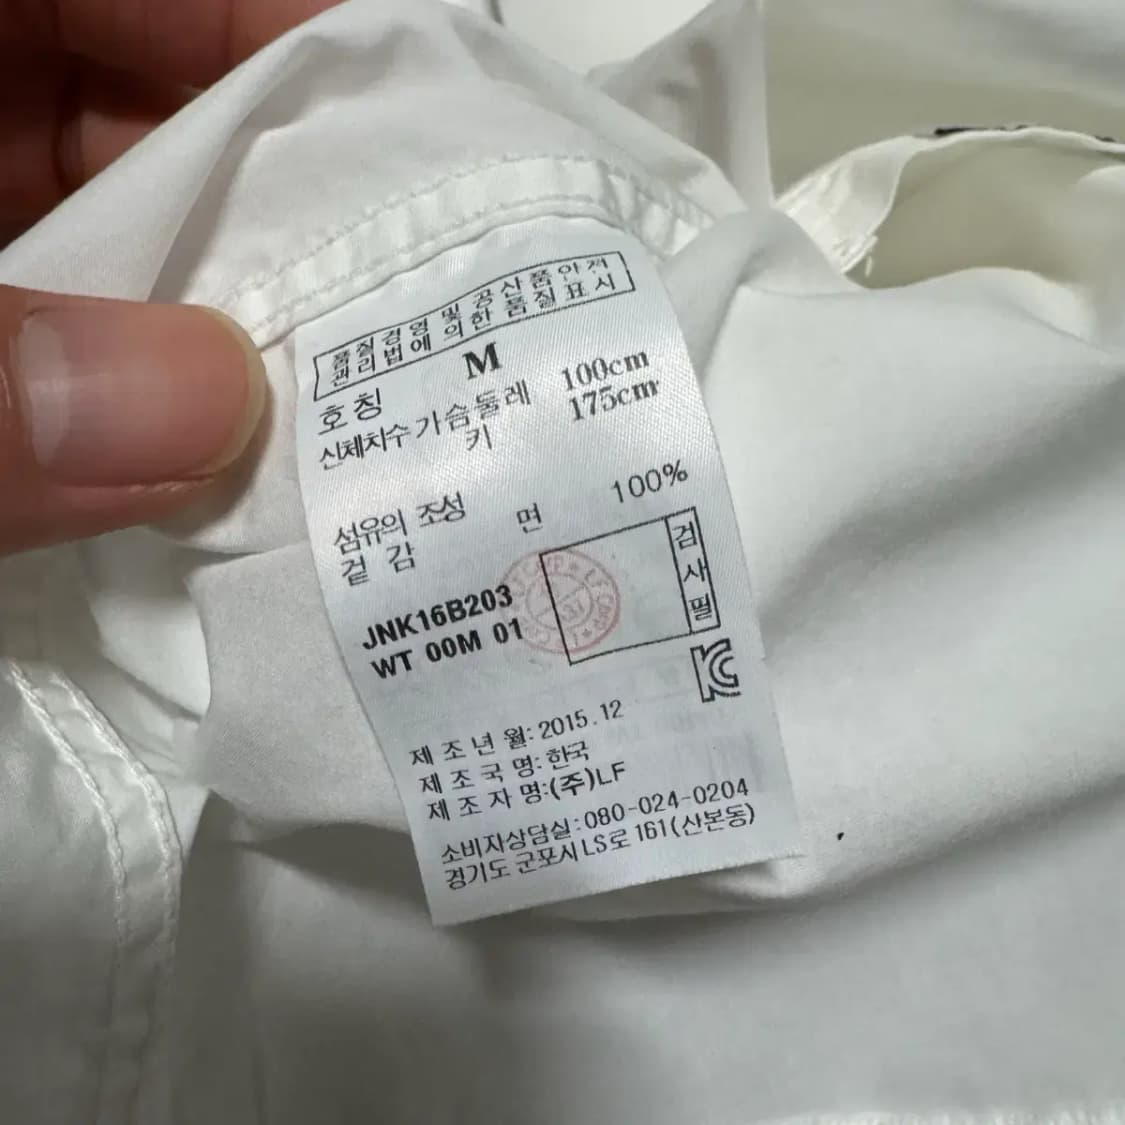 품질경영 및 공산품안전
관리법에 의한 품질표시
호칭 M
신체치수 가슴둘레 100cm
키 175cm
섬유의 조성
겉감 면 100%
검사필
JNK16B203
WT 00M 01
제조년월:2015.12
제조국명:한국
제조자명:(주)LF
소비자상담실:080-024-0204
경기도 군포시 LS로 161(산본동)